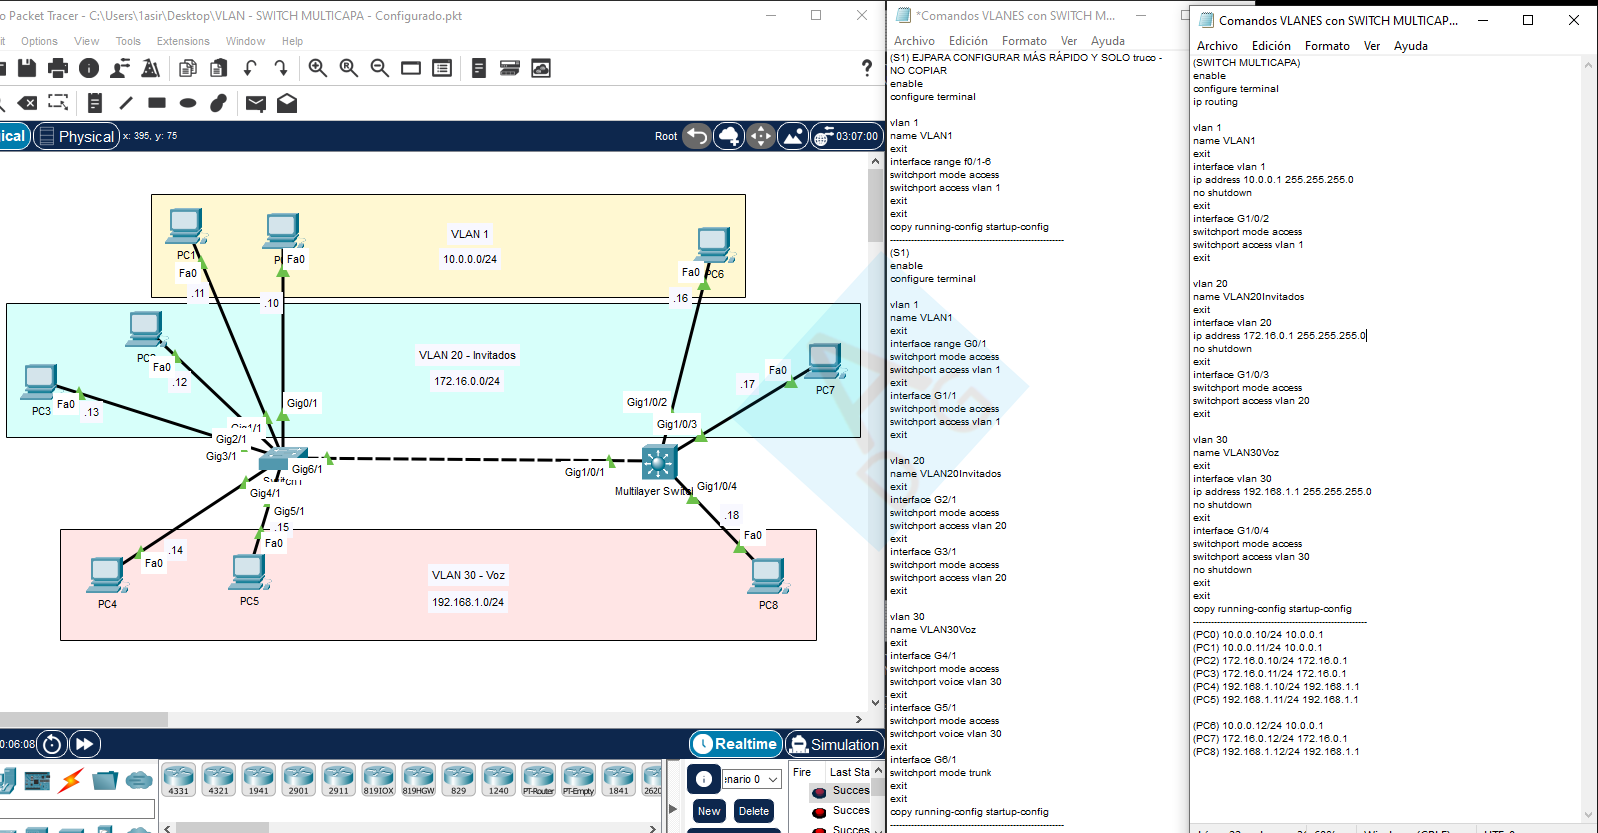 o Packet Tracer - C:\Users\1asir\Desktop\VLAN - SWITCH MULTICAPA - Configurado.pkt
it Options View Tools Extensions Window Help
ical Physical x: 395, y: 75
Root 03:07:00
VLAN 1
10.0.0.0/24
PC1
Fa0
.11
Fa0
.10
Fa0
PC6
.16
VLAN 20 - Invitados
172.16.0.0/24
Fa0
.12
PC3
Fa0
.13
Fa0
.17
PC7
Gig0/1
Gig2/1
Gig3/1
Gig6/1
Gig4/1
Gig5/1
Gig1/0/2
Gig1/0/3
Gig1/0/1
Gig1/0/4
Multilayer Switc
.14
Fa0
PC4
.15
Fa0
PC5
.18
Fa0
PC8
VLAN 30 - Voz
192.168.1.0/24
0:06:08
Realtime Simulation
4331 4321 1941 2901 2911 819IOX 819HGW 829 1240 PT-Router PT-Empty 1841 262
enario 0
New Delete
Fire Last Sta
Succes
Succes
Succes
*Comandos VLANES con SWITCH M...
Archivo Edición Formato Ver Ayuda
(S1) EJPARA CONFIGURAR MÁS RÁPIDO Y SOLO truco -
NO COPIAR
enable
configure terminal
vlan 1
name VLAN1
exit
interface range f0/1-6
switchport mode access
switchport access vlan 1
exit
exit
copy running-config startup-config
------------------------------------------------------------
(S1)
enable
configure terminal
vlan 1
name VLAN1
exit
interface range G0/1
switchport mode access
switchport access vlan 1
exit
interface G1/1
switchport mode access
switchport access vlan 1
exit
vlan 20
name VLAN20Invitados
exit
interface G2/1
switchport mode access
switchport access vlan 20
exit
interface G3/1
switchport mode access
switchport access vlan 20
exit
vlan 30
name VLAN30Voz
exit
interface G4/1
switchport mode access
switchport voice vlan 30
exit
interface G5/1
switchport mode access
switchport voice vlan 30
exit
interface G6/1
switchport mode trunk
exit
exit
copy running-config startup-config
------------------------------------------------------------
Comandos VLANES con SWITCH MULTICAP...
Archivo Edición Formato Ver Ayuda
(SWITCH MULTICAPA)
enable
configure terminal
ip routing
vlan 1
name VLAN1
exit
interface vlan 1
ip address 10.0.0.1 255.255.255.0
no shutdown
exit
interface G1/0/2
switchport mode access
switchport access vlan 1
exit
vlan 20
name VLAN20Invitados
exit
interface vlan 20
ip address 172.16.0.1 255.255.255.0
no shutdown
exit
interface G1/0/3
switchport mode access
switchport access vlan 20
exit
vlan 30
name VLAN30Voz
exit
interface vlan 30
ip address 192.168.1.1 255.255.255.0
no shutdown
exit
interface G1/0/4
switchport mode access
switchport access vlan 30
no shutdown
exit
exit
copy running-config startup-config
------------------------------------------------------------
(PC0) 10.0.0.10/24 10.0.0.1
(PC1) 10.0.0.11/24 10.0.0.1
(PC2) 172.16.0.10/24 172.16.0.1
(PC3) 172.16.0.11/24 172.16.0.1
(PC4) 192.168.1.10/24 192.168.1.1
(PC5) 192.168.1.11/24 192.168.1.1
(PC6) 10.0.0.12/24 10.0.0.1
(PC7) 172.16.0.12/24 172.16.0.1
(PC8) 192.168.1.12/24 192.168.1.1